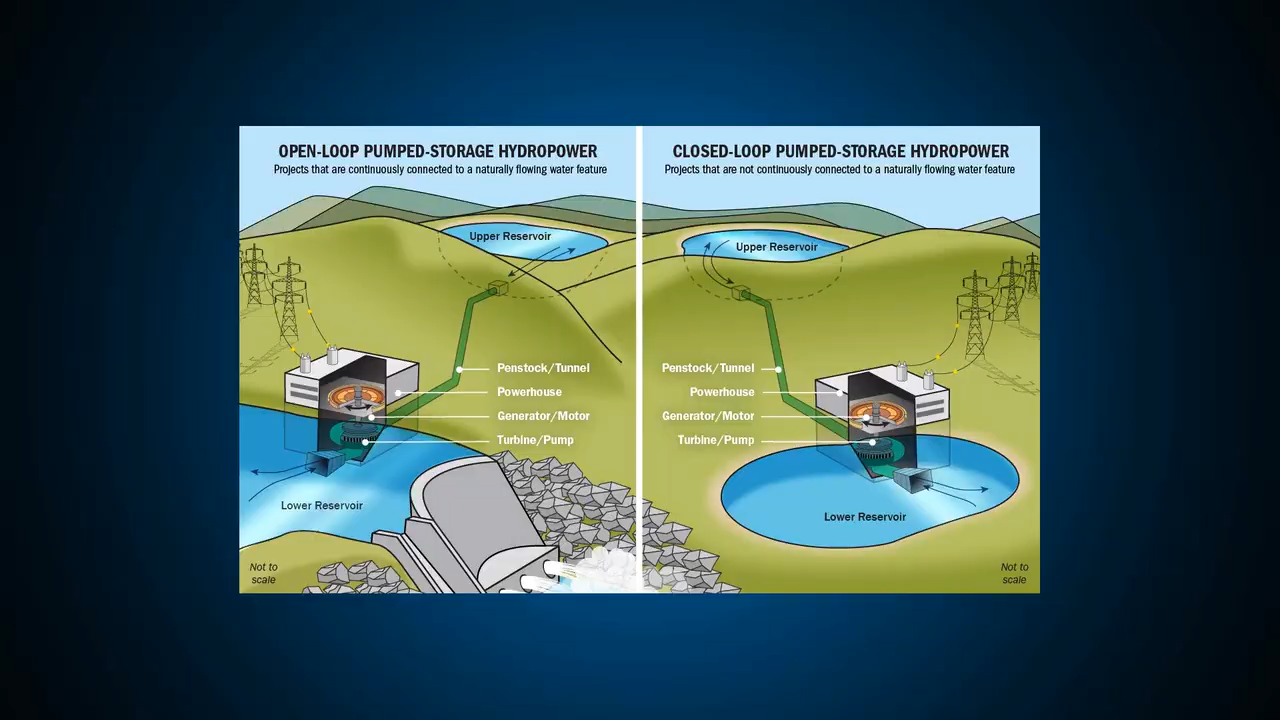 OPEN-LOOP PUMPED-STORAGE HYDROPOWER
Projects that are continuously connected to a naturally flowing water feature
Upper Reservoir
Penstock/Tunnel
Powerhouse
Generator/Motor
Turbine/Pump
Lower Reservoir
Not to
scale
CLOSED-LOOP PUMPED-STORAGE HYDROPOWER
Projects that are not continuously connected to a naturally flowing water feature
Upper Reservoir
Penstock/Tunnel
Powerhouse
Generator/Motor
Turbine/Pump
Lower Reservoir
Not to
scale